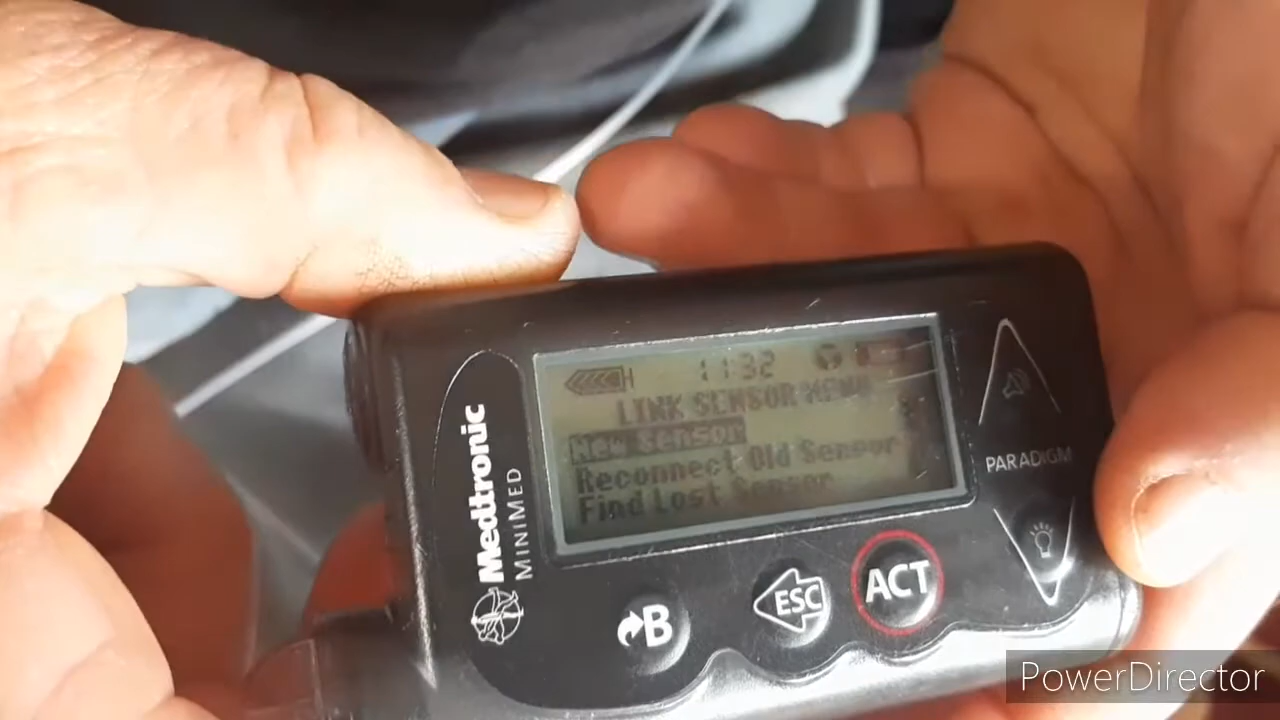 H 11:32
LINK SENSOR MENU
New Sensor
Reconnect Old Sensor
Find Lost Sensor
Medtronic
MINIMED
PARADIGM
B
ESC
ACT
PowerDirector